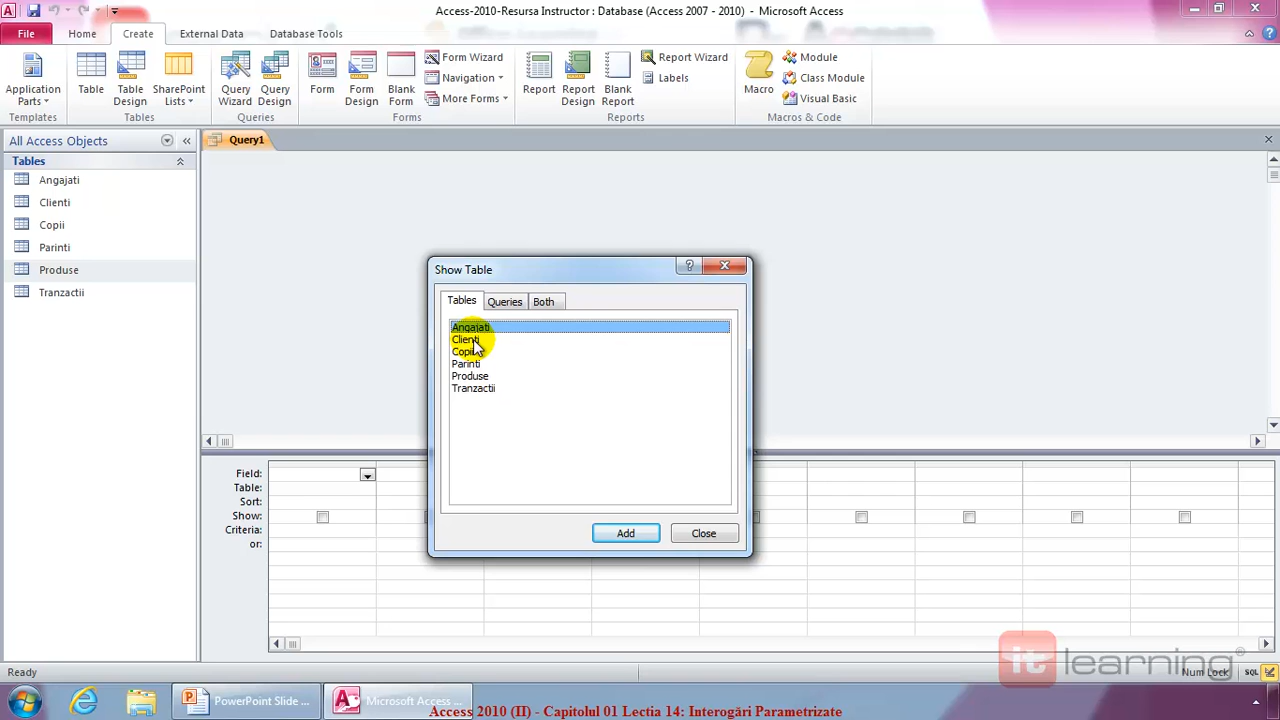 Access-2010-Resursa Instructor : Database (Access 2007 - 2010) - Microsoft Access
File Home Create External Data Database Tools
Application Parts
Table
Table Design
SharePoint Lists
Query Wizard
Query Design
Form
Form Design
Blank Form
Form Wizard
Navigation
More Forms
Report
Report Design
Blank Report
Report Wizard
Labels
Macro
Module
Class Module
Visual Basic
Templates Tables Queries Forms Reports Macros & Code
All Access Objects
Query1
Tables
Angajati
Clienti
Copii
Parinti
Produse
Tranzactii
Show Table
Tables Queries Both
Angajati
Clienti
Copii
Parinti
Produse
Tranzactii
Add Close
Field:
Table:
Sort:
Show:
Criteria:
or:
it learning®
Ready
Num Lock
SQL
PowerPoint Slide ...
Microsoft Access ...
Access 2010 (II) - Capitolul 01 Lectia 14: Interogări Parametrizate